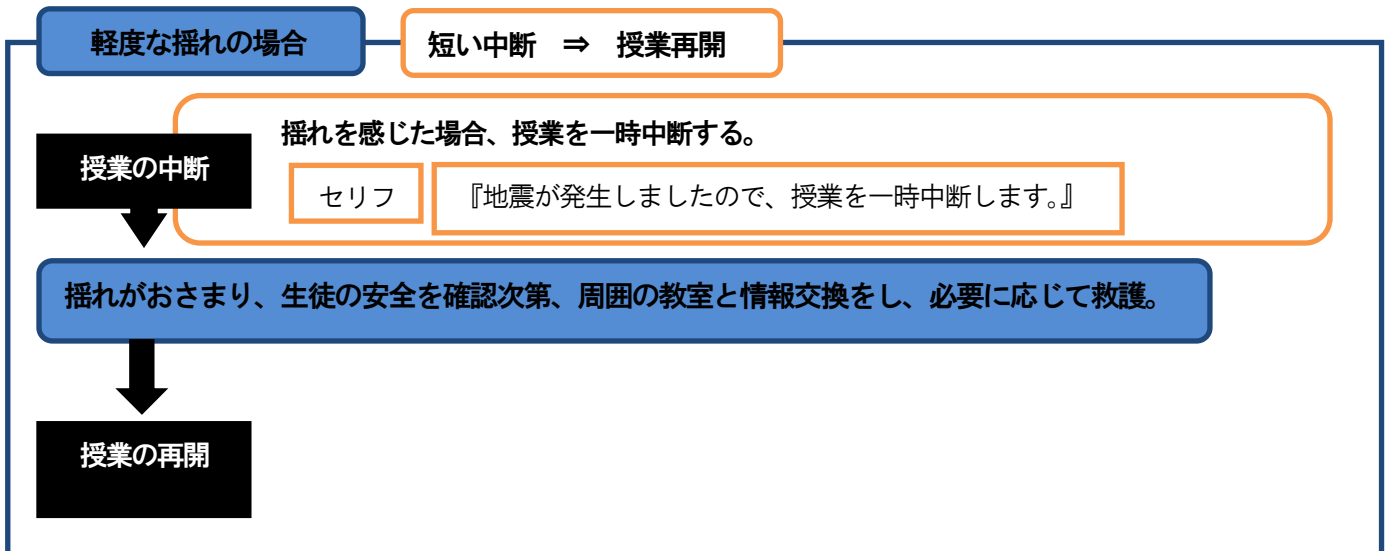 軽度な揺れの場合
短い中断 ⇒ 授業再開
揺れを感じた場合、授業を一時中断する。
授業の中断
セリフ
『地震が発生しましたので、授業を一時中断します。』
揺れがおさまり、生徒の安全を確認次第、周囲の教室と情報交換をし、必要に応じて救護。
授業の再開